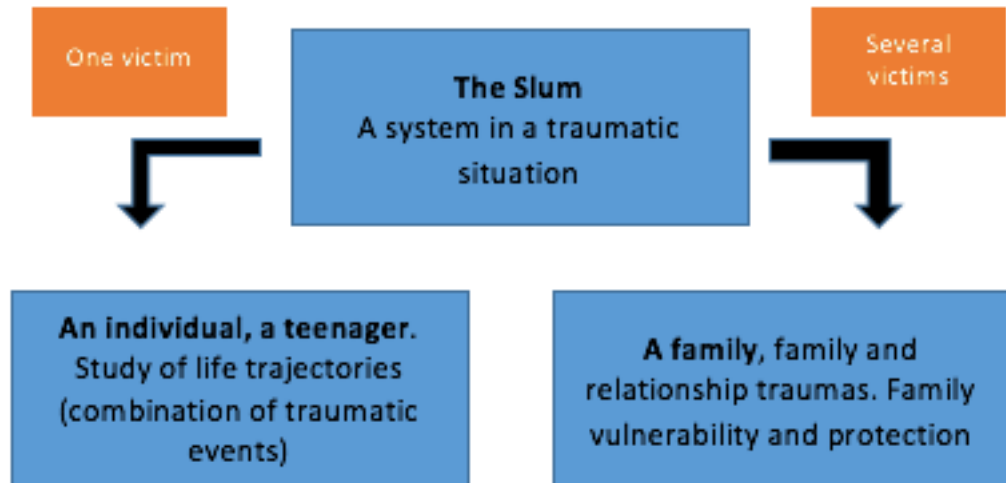 One victim
The Slum
A system in a traumatic
situation
Several
victims
An individual, a teenager.
Study of life trajectories
(combination of traumatic
events)
A family, family and
relationship traumas. Family
vulnerability and protection